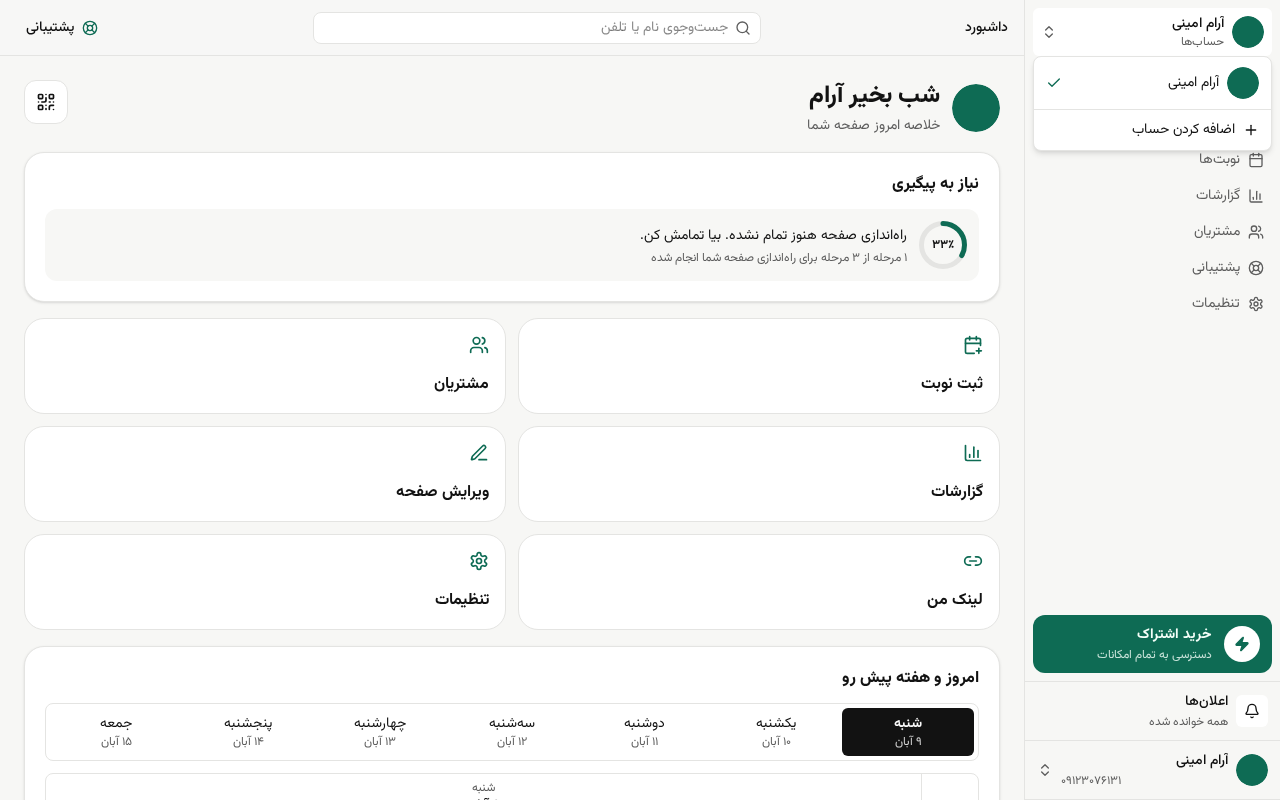 آرام امینی
حساب‌ها
آرام امینی
اضافه کردن حساب
نوبت‌ها
گزارشات
مشتریان
پشتیبانی
تنظیمات
خرید اشتراک
دسترسی به تمام امکانات
اعلان‌ها
همه خوانده شده
آرام امینی
۰۹۱۲۳۰۷۶۱۳۱
داشبورد
جست‌وجوی نام یا تلفن
پشتیبانی
شب بخیر آرام
خلاصه امروز صفحه شما
نیاز به پیگیری
۳۳٪
راه‌اندازی صفحه هنوز تمام نشده. بیا تمامش کن.
۱ مرحله از ۳ مرحله برای راه‌اندازی صفحه شما انجام شده
ثبت نوبت
مشتریان
گزارشات
ویرایش صفحه
لینک من
تنظیمات
امروز و هفته پیش رو
شنبه
۹ آبان
یکشنبه
۱۰ آبان
دوشنبه
۱۱ آبان
سه‌شنبه
۱۲ آبان
چهارشنبه
۱۳ آبان
پنجشنبه
۱۴ آبان
جمعه
۱۵ آبان
شنبه